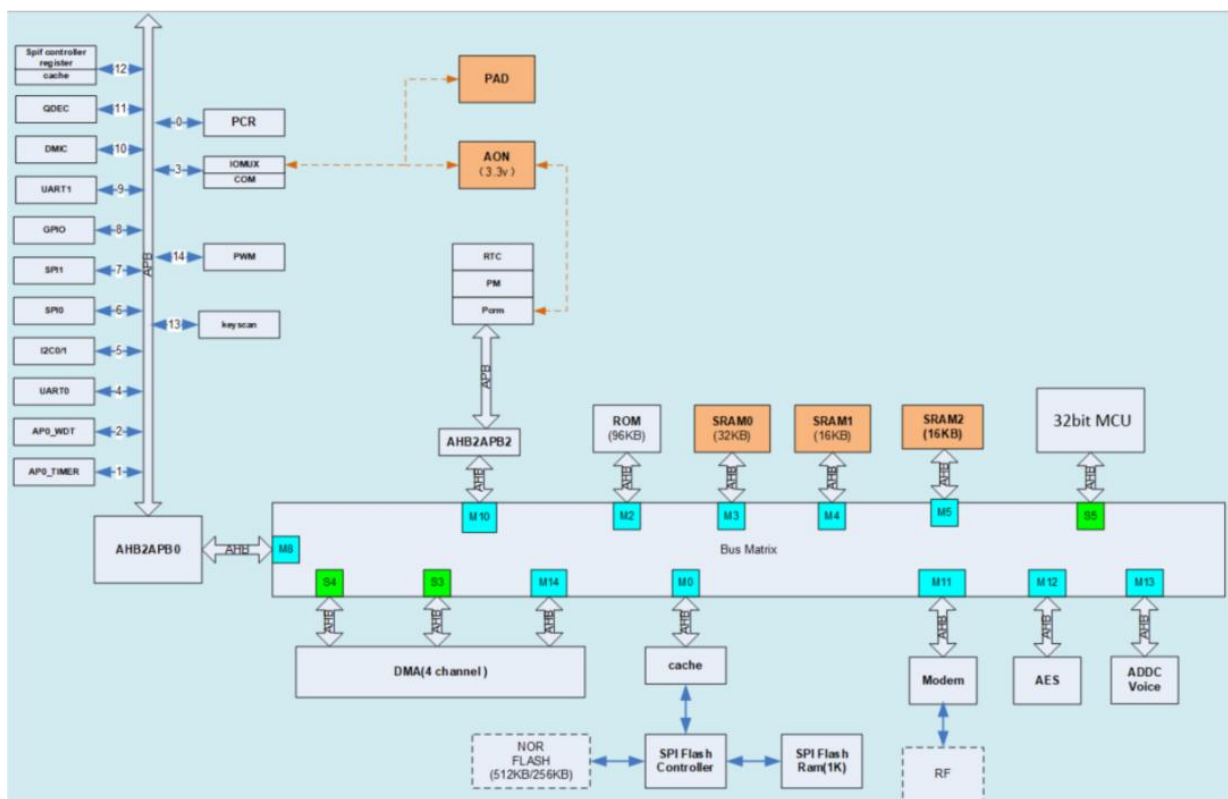 Spif controller
register
cache
12
QDEC
11
DMIC
10
UART1
9
GPIO
8
SPI1
7
SPI0
6
I2C0/1
5
UART0
4
AP0_WDT
2
AP0_TIMER
1
APB
0
PCR
3
IOMUX
COM
14
PWM
13
keyscan
PAD
AON
(3.3v)
RTC
PM
Pcrm
APB
AHB2APB2
AHB
ROM
(96KB)
AHB
SRAM0
(32KB)
AHB
SRAM1
(16KB)
AHB
SRAM2
(16KB)
AHB
32bit MCU
AHB
M10
M2
M3
M4
M5
S5
AHB2APB0
AHB
M8
Bus Matrix
S4
S3
M14
M0
M11
M12
M13
AHB
AHB
AHB
AHB
AHB
AHB
AHB
DMA(4 channel )
cache
Modem
AES
ADDC
Voice
NOR
FLASH
(512KB/256KB)
SPI Flash
Controller
SPI Flash
Ram(1K)
RF